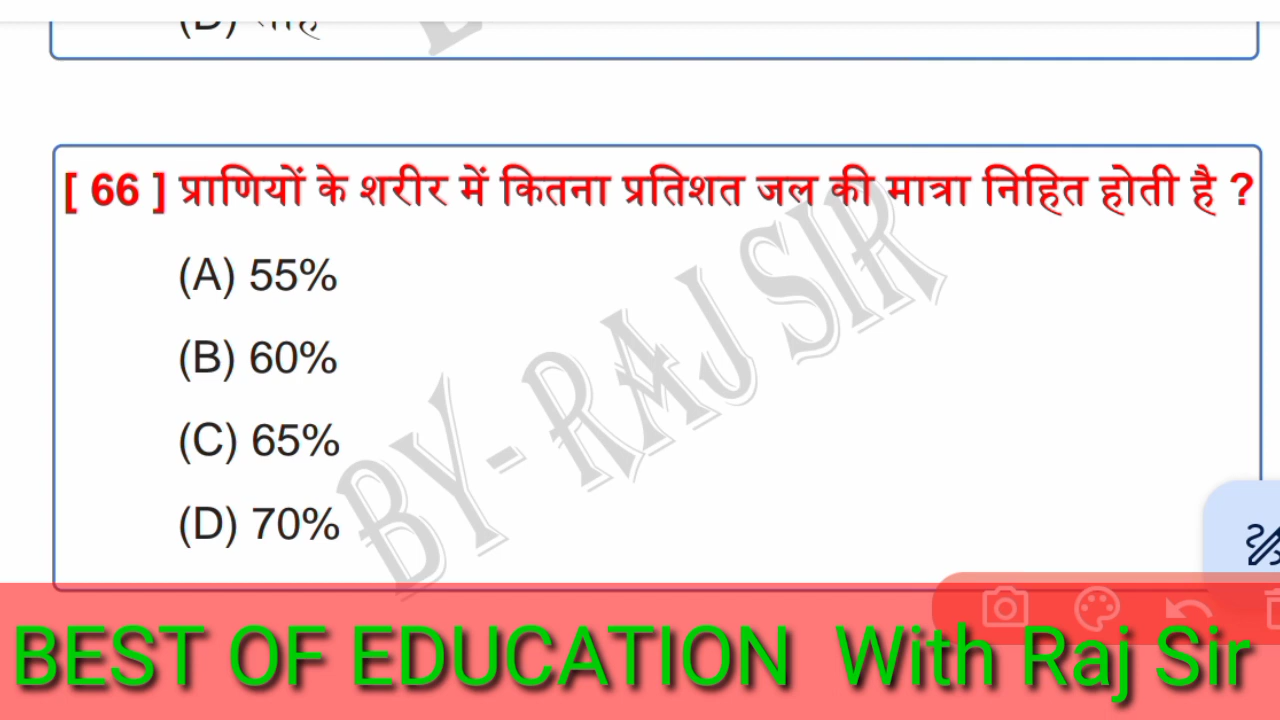 [ 66 ] प्राणियों के शरीर में कितना प्रतिशत जल की मात्रा निहित होती है ?
(A) 55%
(B) 60%
(C) 65%
(D) 70%
BY- RAJ SIR
BEST OF EDUCATION With Raj Sir